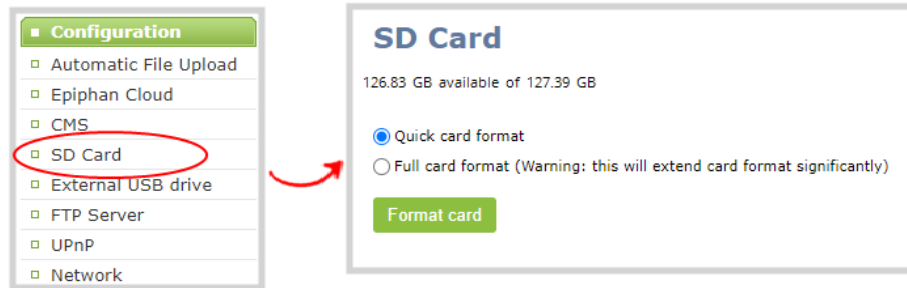 Configuration
Automatic File Upload
Epiphan Cloud
CMS
SD Card
External USB drive
FTP Server
UPnP
Network
SD Card
126.83 GB available of 127.39 GB
Quick card format
Full card format (Warning: this will extend card format significantly)
Format card